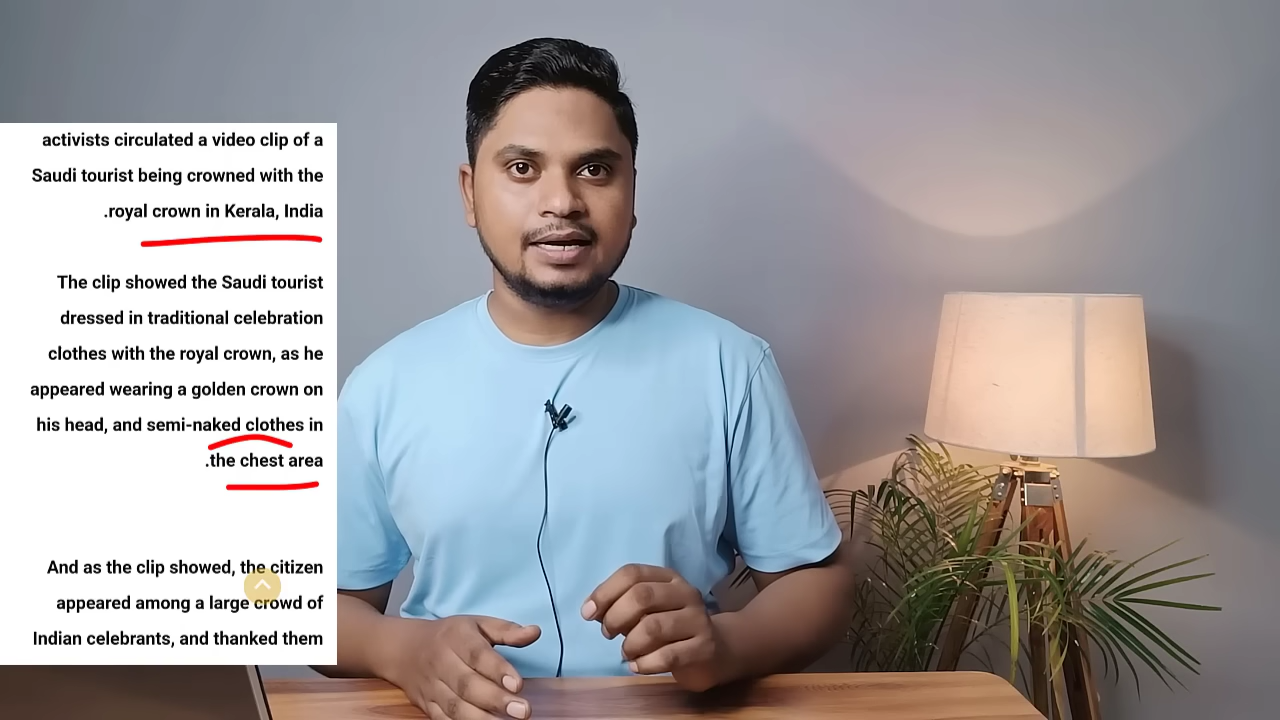 activists circulated a video clip of a
Saudi tourist being crowned with the
.royal crown in Kerala, India
The clip showed the Saudi tourist
dressed in traditional celebration
clothes with the royal crown, as he
appeared wearing a golden crown on
his head, and semi-naked clothes in
.the chest area
And as the clip showed, the citizen
appeared among a large crowd of
Indian celebrants, and thanked them